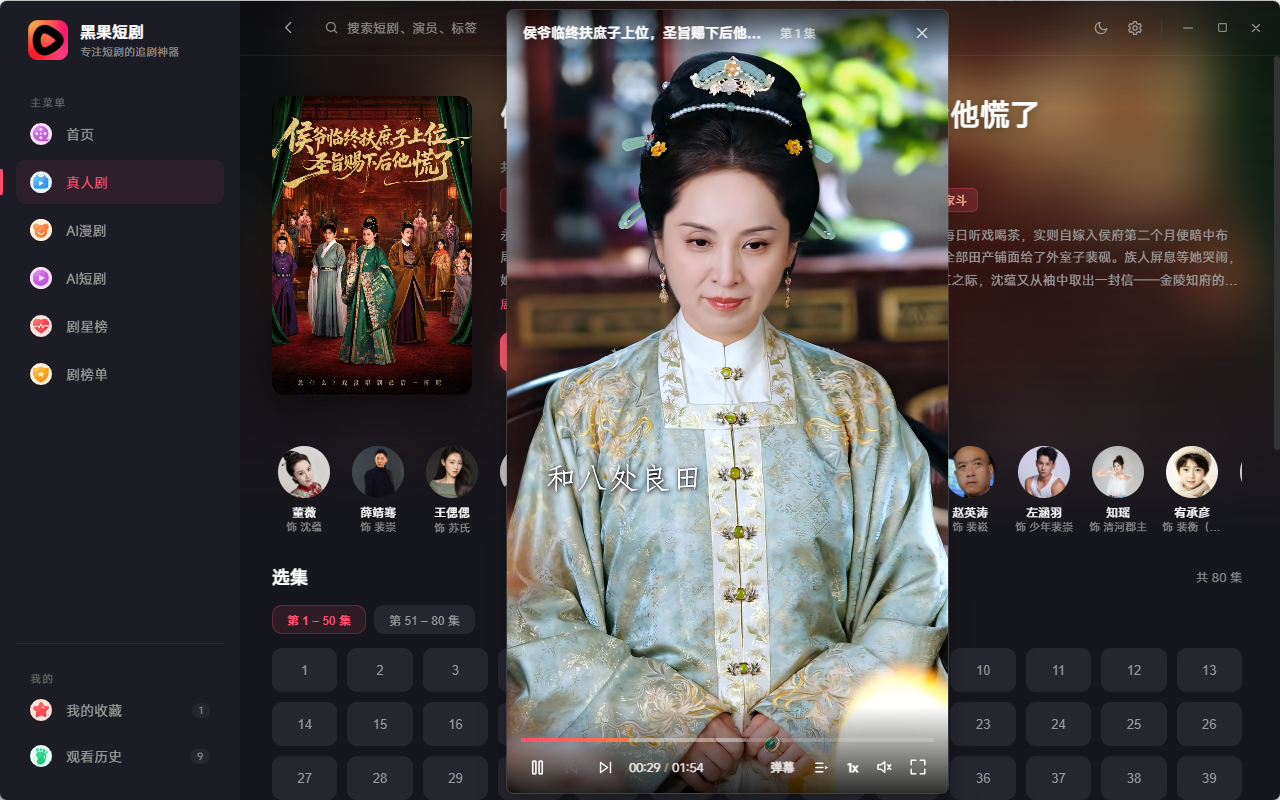 黑果短剧
专注短剧的追剧神器
主菜单
首页
真人剧
AI漫剧
AI短剧
剧星榜
剧榜单
我的
我的收藏
1
观看历史
9
搜索短剧、演员、标签
侯爷临终扶庶子上位，圣旨赐下后他...
第 1 集
侯爷临终扶庶子上位，
圣旨赐下后他慌了
他慌了
家斗
每日听戏喝茶，实则自嫁入侯府第二个月便暗中布
全部田产铺面给了外室子裴砚。族人屏息等她哭闹，
之际，沈蕴又从袖中取出一封信——金陵知府的...
董薇
饰 沈蕴
薛婧骞
饰 裴崇
王偲偲
饰 苏氏
赵英涛
饰 裴崧
左涵羽
饰 少年裴崇
知瑶
饰 清河郡主
宥承彦
饰 裴衡（...
和八处良田
选集
共 80 集
第 1 – 50 集
第 51 – 80 集
1 2 3 10 11 12 13
14 15 16 23 24 25 26
27 28 29 36 37 38 39
00:29 / 01:54
弹幕
1x